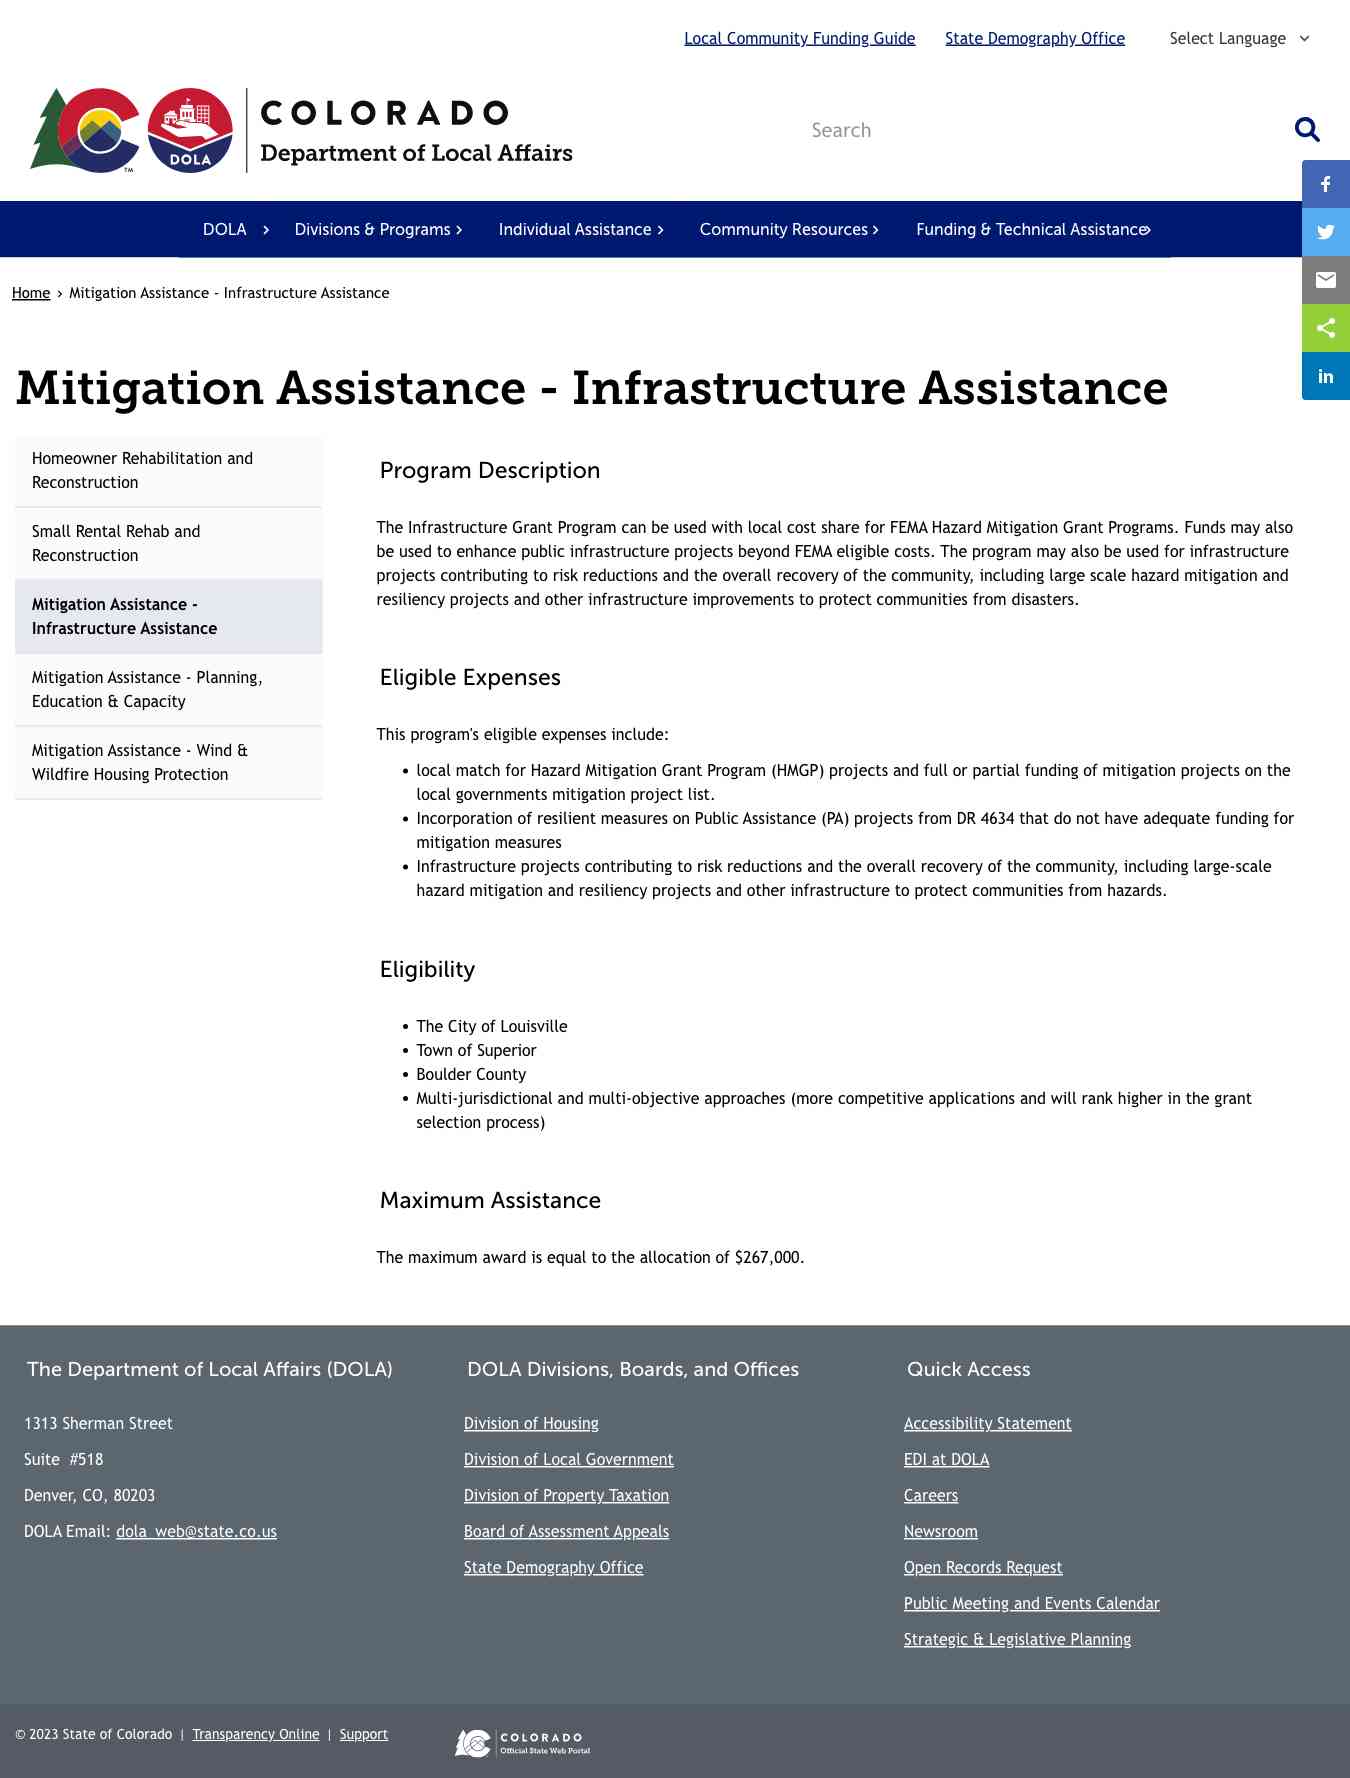 Local Community Funding Guide State Demography Office Select Language
COLORADO
Department of Local Affairs
DOLA
TM
Search
DOLA Divisions & Programs Individual Assistance Community Resources Funding & Technical Assistance
Home › Mitigation Assistance - Infrastructure Assistance
Mitigation Assistance - Infrastructure Assistance
Homeowner Rehabilitation and
Reconstruction
Small Rental Rehab and
Reconstruction
Mitigation Assistance -
Infrastructure Assistance
Mitigation Assistance - Planning,
Education & Capacity
Mitigation Assistance - Wind &
Wildfire Housing Protection
Program Description
The Infrastructure Grant Program can be used with local cost share for FEMA Hazard Mitigation Grant Programs. Funds may also
be used to enhance public infrastructure projects beyond FEMA eligible costs. The program may also be used for infrastructure
projects contributing to risk reductions and the overall recovery of the community, including large scale hazard mitigation and
resiliency projects and other infrastructure improvements to protect communities from disasters.
Eligible Expenses
This program's eligible expenses include:
• local match for Hazard Mitigation Grant Program (HMGP) projects and full or partial funding of mitigation projects on the
local governments mitigation project list.
• Incorporation of resilient measures on Public Assistance (PA) projects from DR 4634 that do not have adequate funding for
mitigation measures
• Infrastructure projects contributing to risk reductions and the overall recovery of the community, including large-scale
hazard mitigation and resiliency projects and other infrastructure to protect communities from hazards.
Eligibility
• The City of Louisville
• Town of Superior
• Boulder County
• Multi-jurisdictional and multi-objective approaches (more competitive applications and will rank higher in the grant
selection process)
Maximum Assistance
The maximum award is equal to the allocation of $267,000.
The Department of Local Affairs (DOLA)
1313 Sherman Street
Suite #518
Denver, CO, 80203
DOLA Email: dola_web@state.co.us
DOLA Divisions, Boards, and Offices
Division of Housing
Division of Local Government
Division of Property Taxation
Board of Assessment Appeals
State Demography Office
Quick Access
Accessibility Statement
EDI at DOLA
Careers
Newsroom
Open Records Request
Public Meeting and Events Calendar
Strategic & Legislative Planning
© 2023 State of Colorado | Transparency Online | Support
COLORADO
Official State Web Portal